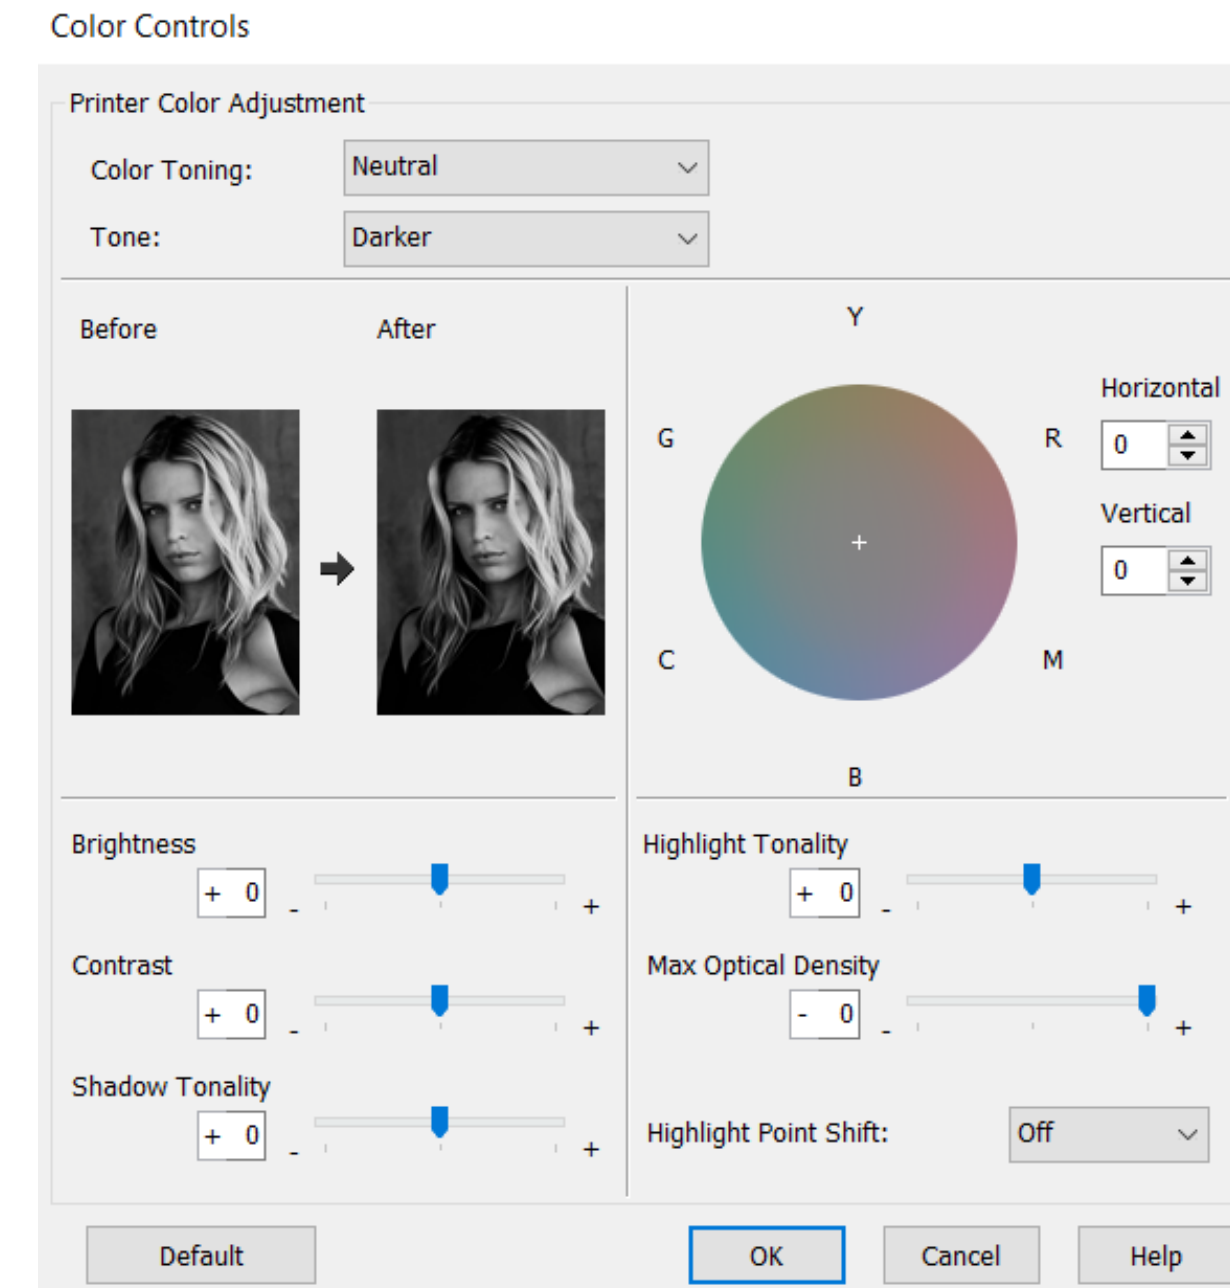 Color Controls
Printer Color Adjustment
Color Toning: Neutral
Tone: Darker
Before After
Y
G R
C M
B
Horizontal
0
Vertical
0
Brightness
+ 0 - +
Contrast
+ 0 - +
Shadow Tonality
+ 0 - +
Highlight Tonality
+ 0 - +
Max Optical Density
- 0 - +
Highlight Point Shift: Off
Default OK Cancel Help